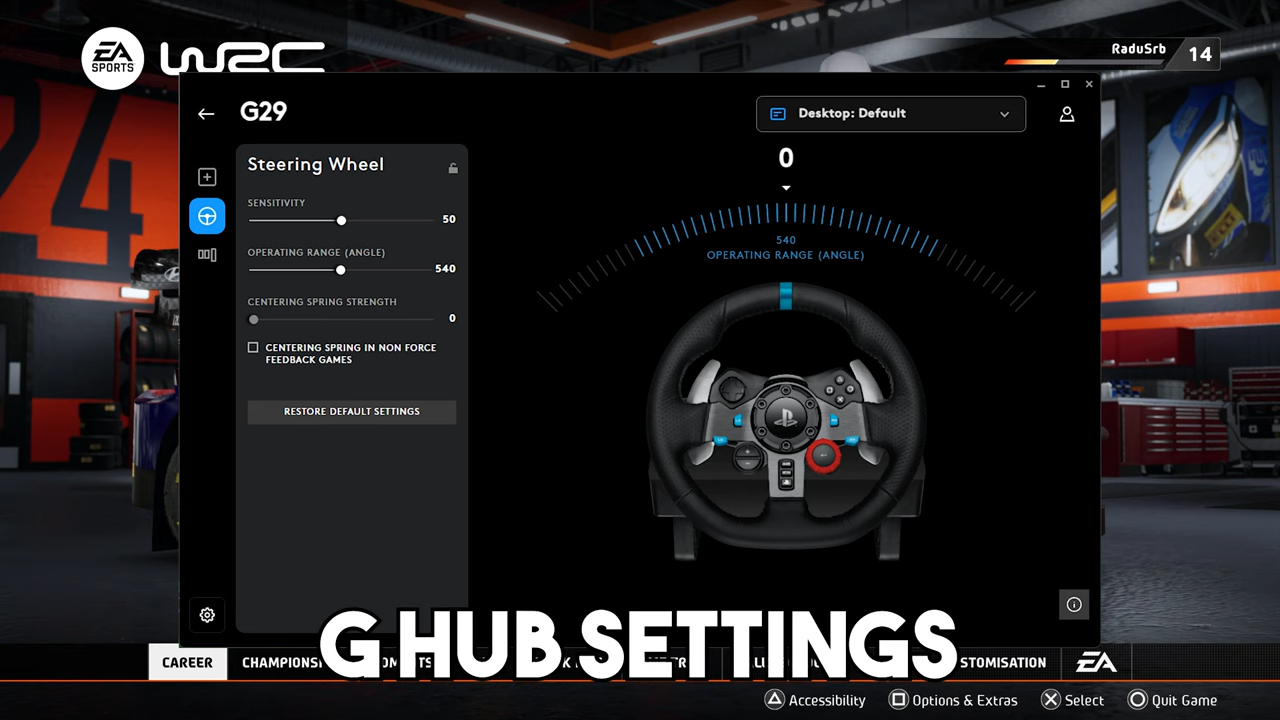 EA
SPORTS
WRC
RaduSrb
14
24
G29
Desktop: Default
0
Steering Wheel
SENSITIVITY
50
540
OPERATING RANGE (ANGLE)
OPERATING RANGE (ANGLE)
540
CENTERING SPRING STRENGTH
0
CENTERING SPRING IN NON FORCE
FEEDBACK GAMES
RESTORE DEFAULT SETTINGS
G HUB SETTINGS
CAREER
EA
Accessibility
Options & Extras
Select
Quit Game